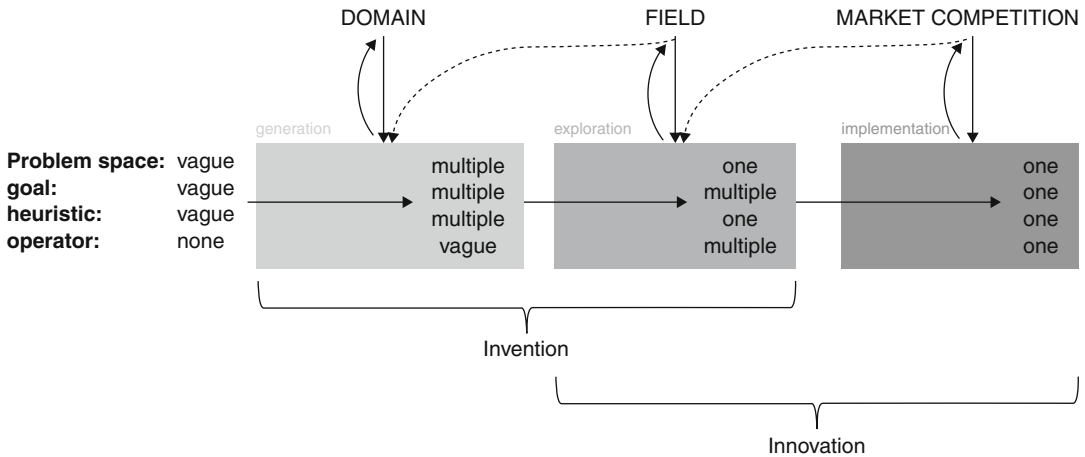 DOMAIN FIELD MARKET COMPETITION
generation exploration implementation
Problem space: vague multiple one one
goal: vague multiple multiple one
heuristic: vague multiple one one
operator: none vague multiple one
Invention
Innovation